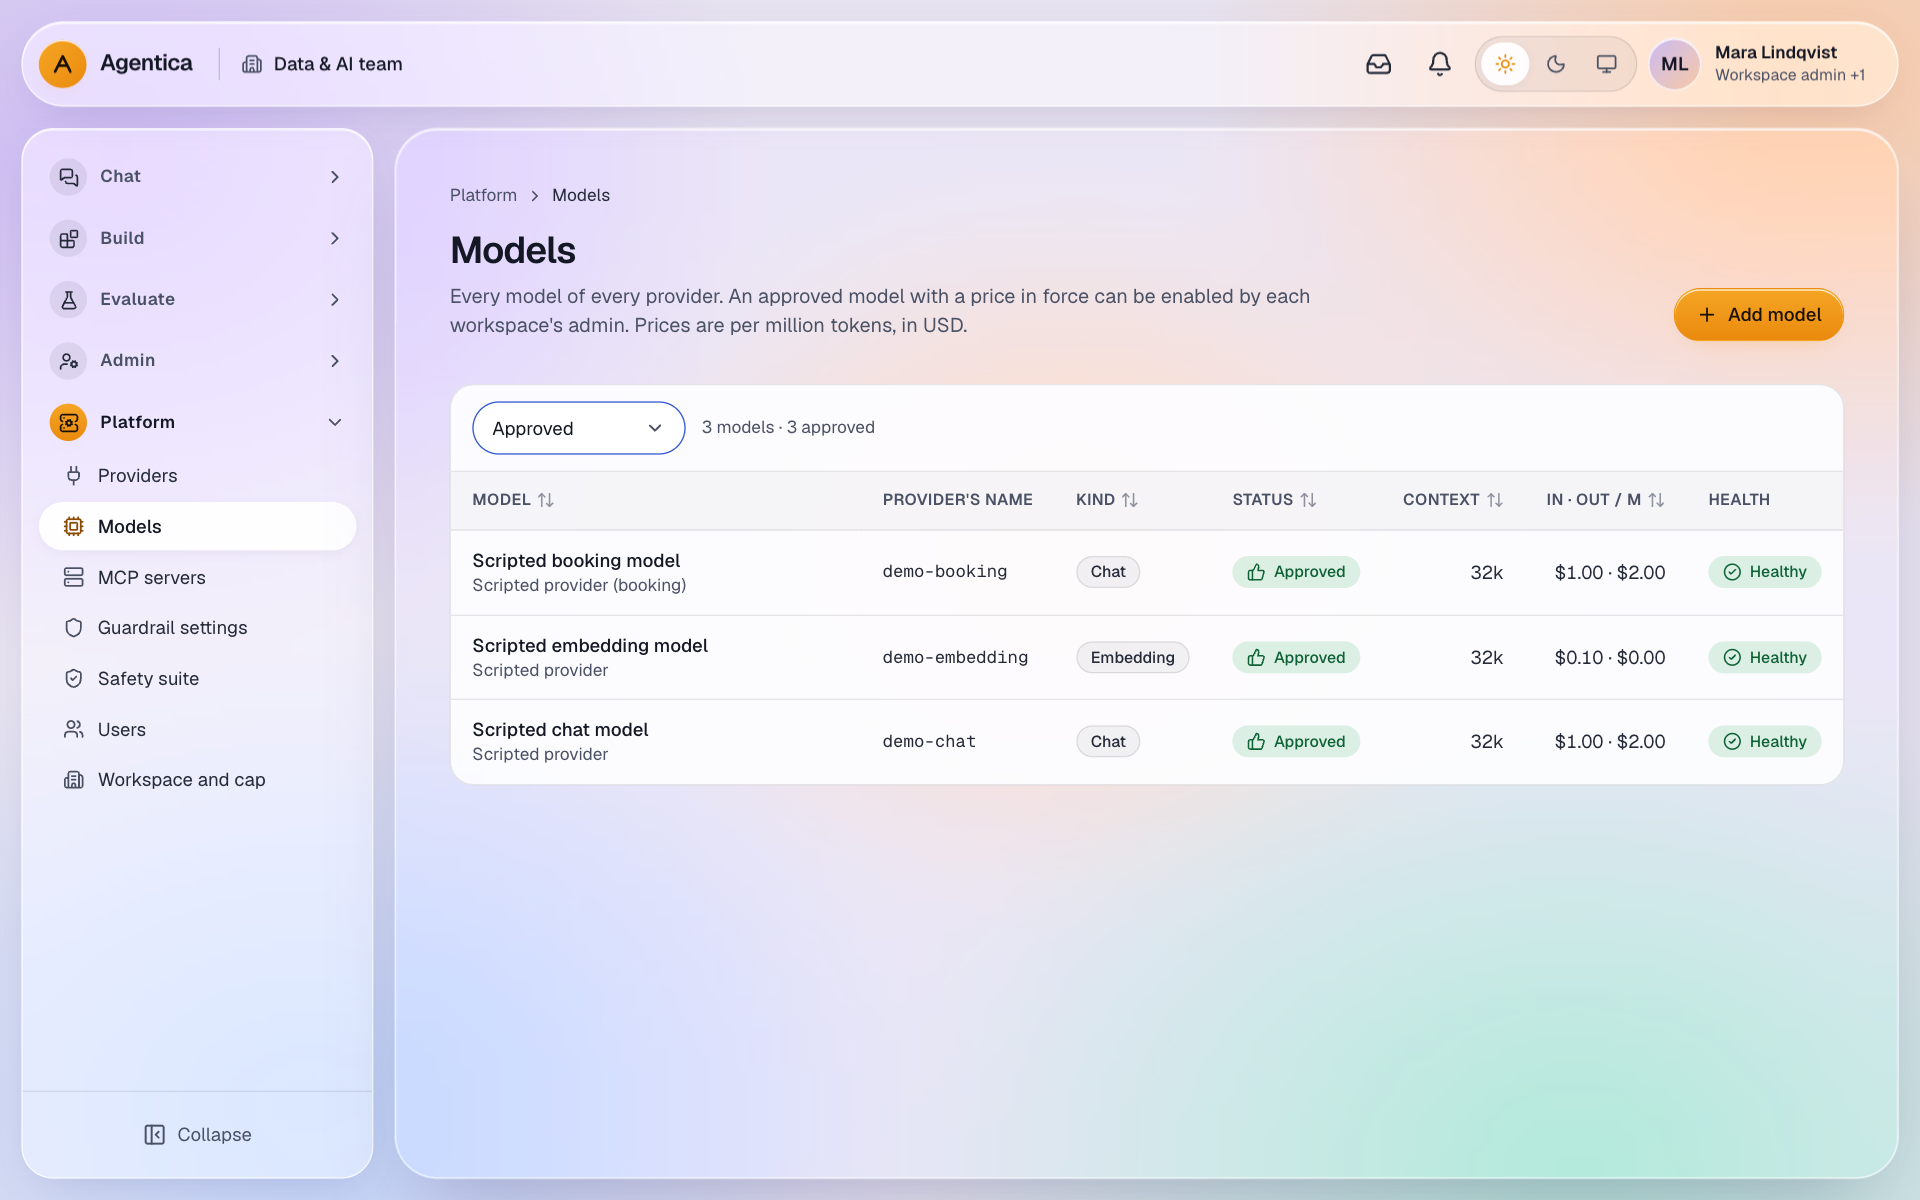 Agentica
Data & AI team
ML
Mara Lindqvist
Workspace admin +1
Chat
Build
Evaluate
Admin
Platform
Providers
Models
MCP servers
Guardrail settings
Safety suite
Users
Workspace and cap
Collapse
Platform > Models
Models
Every model of every provider. An approved model with a price in force can be enabled by each
workspace's admin. Prices are per million tokens, in USD.
Add model
Approved
3 models · 3 approved
MODEL PROVIDER'S NAME KIND STATUS CONTEXT IN · OUT / M HEALTH
Scripted booking model
Scripted provider (booking)
demo-booking Chat Approved 32k $1.00 · $2.00 Healthy
Scripted embedding model
Scripted provider
demo-embedding Embedding Approved 32k $0.10 · $0.00 Healthy
Scripted chat model
Scripted provider
demo-chat Chat Approved 32k $1.00 · $2.00 Healthy